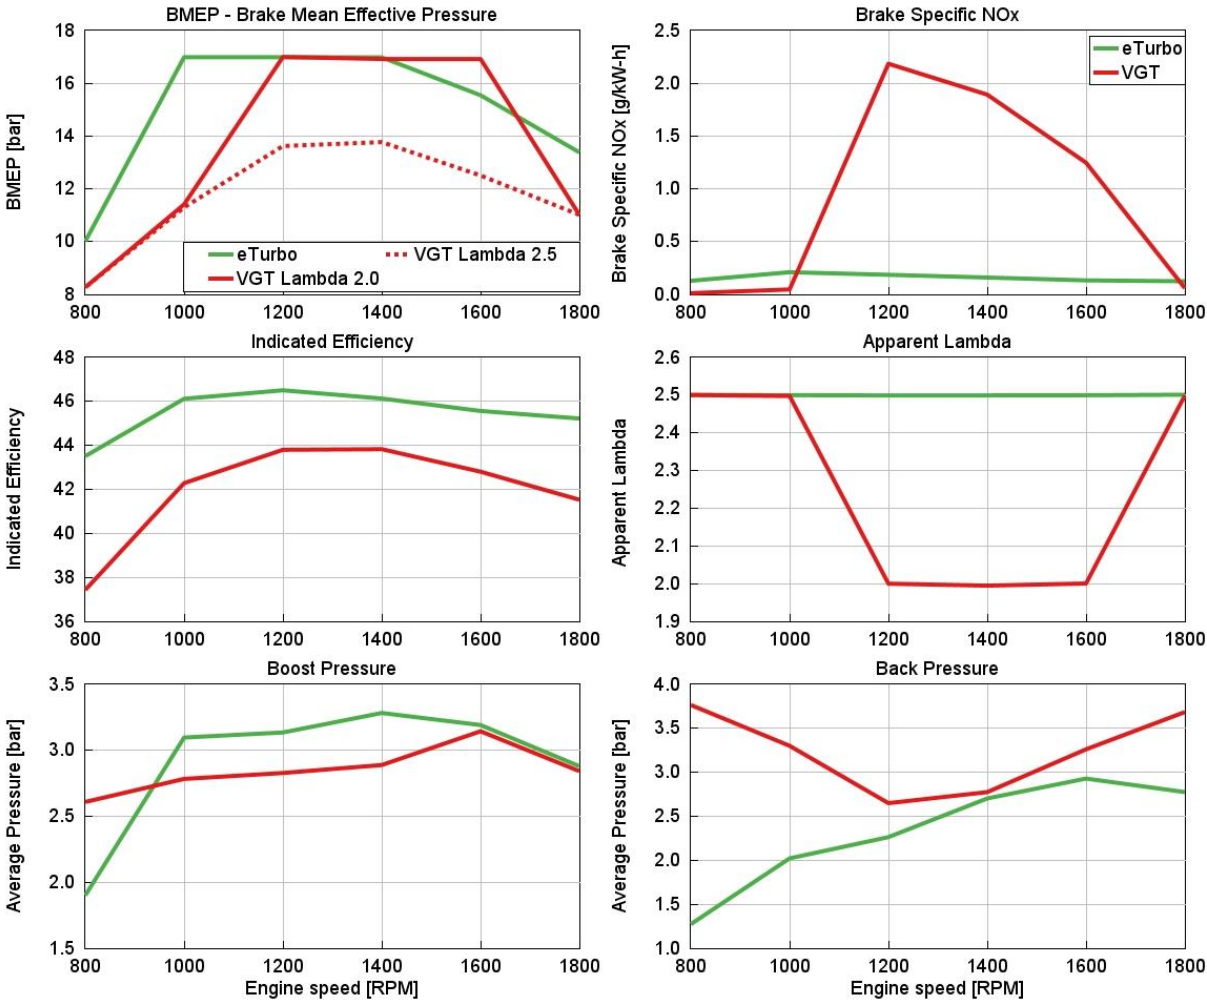 BMEP - Brake Mean Effective Pressure
BMEP [bar]
18
16
14
12
10
8
eTurbo
VGT Lambda 2.5
VGT Lambda 2.0
800 1000 1200 1400 1600 1800
Brake Specific NOx
Brake Specific NOx [g/kW-h]
2.5
2.0
1.5
1.0
0.5
0.0
eTurbo
VGT
800 1000 1200 1400 1600 1800
Indicated Efficiency
Indicated Efficiency
48
46
44
42
40
38
36
800 1000 1200 1400 1600 1800
Apparent Lambda
Apparent Lambda
2.6
2.5
2.4
2.3
2.2
2.1
2.0
1.9
800 1000 1200 1400 1600 1800
Boost Pressure
Average Pressure [bar]
3.5
3.0
2.5
2.0
1.5
800 1000 1200 1400 1600 1800
Engine speed [RPM]
Back Pressure
Average Pressure [bar]
4.0
3.5
3.0
2.5
2.0
1.5
1.0
800 1000 1200 1400 1600 1800
Engine speed [RPM]